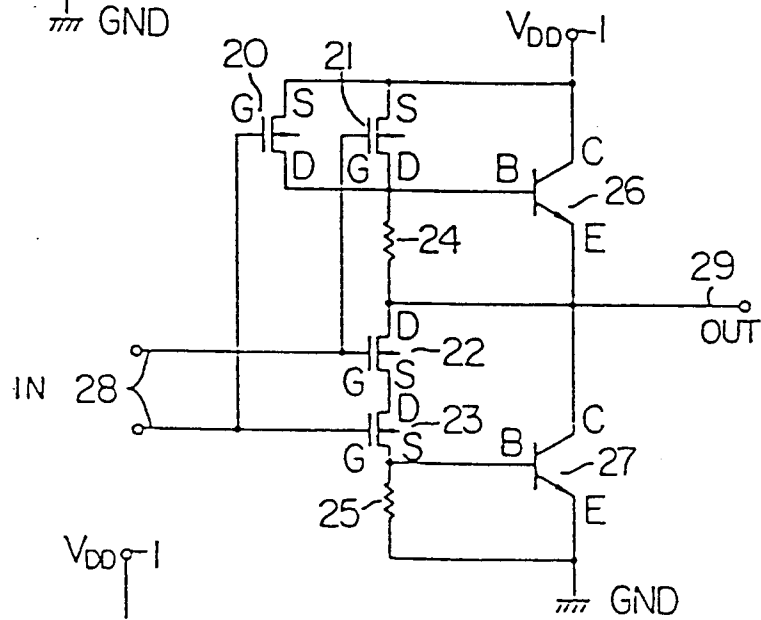 GND
VDD 1
20 21
G S S
D G D
B C
26
E
24
29
OUT
D
22
G S
IN 28
D
23
G S
B C
27
25
E
VDD 1
GND